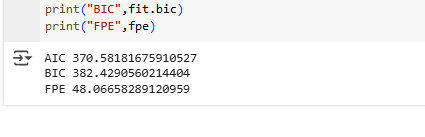 print("BIC",fit.bic)
print("FPE",fpe)
AIC 370.58181675910527
BIC 382.4290560214404
FPE 48.06658289120959